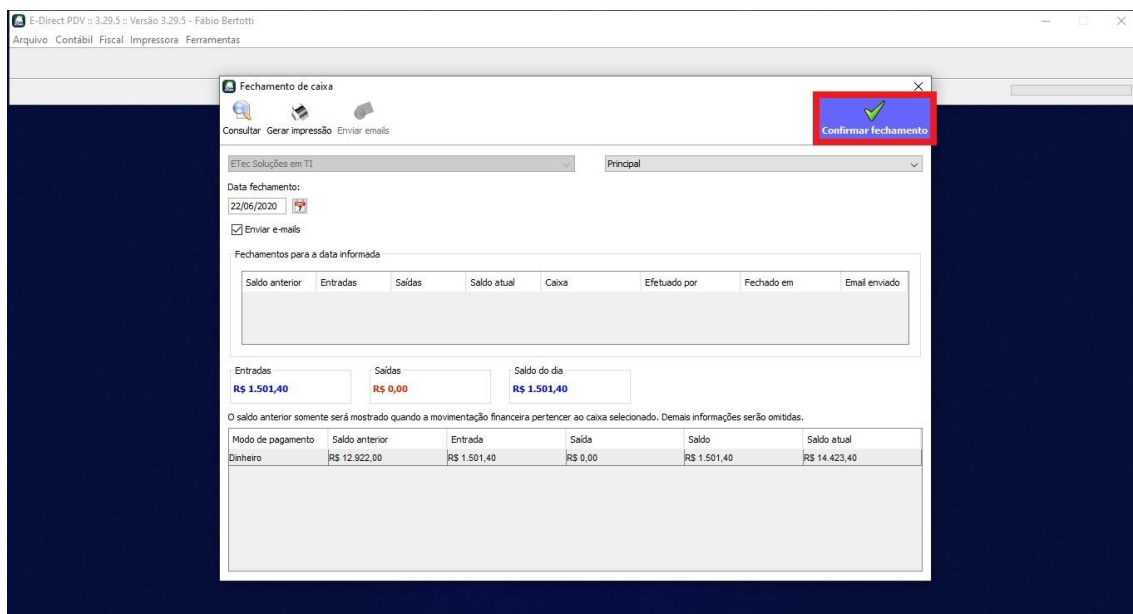 E-Direct PDV :: 3.29.5 :: Versão 3.29.5 - Fábio Bertotti
Arquivo Contábil Fiscal Impressora Ferramentas
Fechamento de caixa
Consultar Gerar impressão Enviar emails Confirmar fechamento
ETec Soluções em TI Principal
Data fechamento:
22/06/2020
Enviar e-mails
Fechamentos para a data informada
Saldo anterior Entradas Saídas Saldo atual Caixa Efetuado por Fechado em Email enviado
Entradas Saídas Saldo do dia
R$ 1.501,40 R$ 0,00 R$ 1.501,40
O saldo anterior somente será mostrado quando a movimentação financeira pertencer ao caixa selecionado. Demais informações serão omitidas.
Modo de pagamento Saldo anterior Entrada Saída Saldo Saldo atual
Dinheiro R$ 12.922,00 R$ 1.501,40 R$ 0,00 R$ 1.501,40 R$ 14.423,40